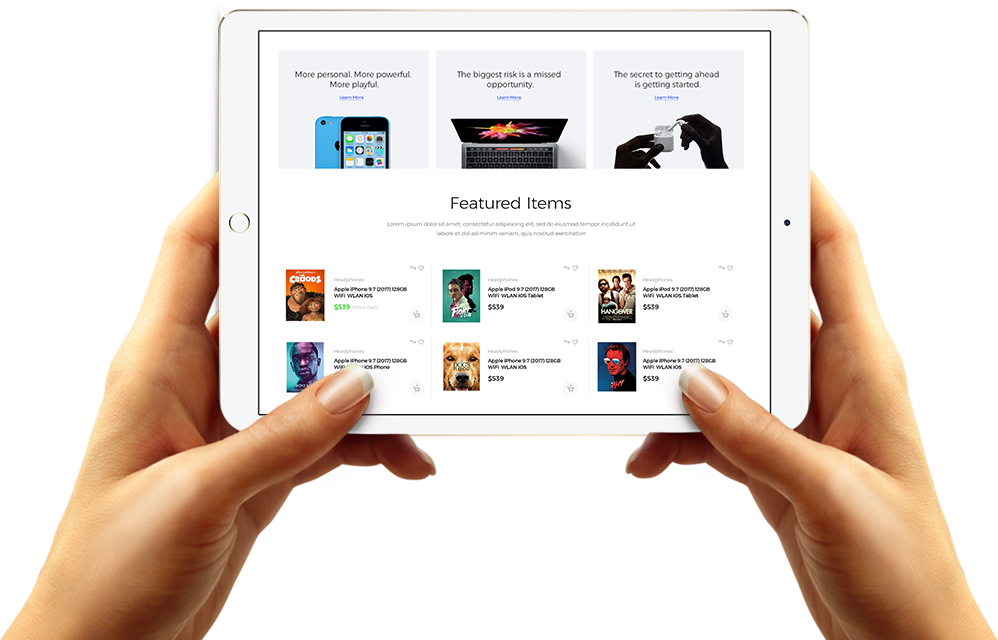 More personal. More powerful.
More playful.
Learn More
The biggest risk is a missed
opportunity.
Learn More
The secret to getting ahead
is getting started.
Learn More
Featured Items
Lorem ipsum dolor sit amet, consectetur adipisicing elit, sed do eiusmod tempor incididunt ut
labore et dol ad minim veniam, quis nostrud exercitation
THE CROODS
Headphones
Apple iPhone 9.7 (2017) 128GB
WiFi WLAN iOS
$539
FIGHT CLUB
Headphones
Apple iPod 9.7 (2017) 128GB
WiFi WLAN iOS Tablet
$539
HANGOVER
Headphones
Apple iPod 9.7 (2017) 128GB
WiFi WLAN iOS Tablet
$539
Headphones
Apple iPhone 9.7 (2017) 128GB
WiFi WLAN iOS Phone
Headphones
Apple iPhone 9.7 (2017) 128GB
WiFi WLAN iOS
$539
Headphones
Apple iPhone 9.7 (2017) 128GB
WiFi WLAN iOS
$539